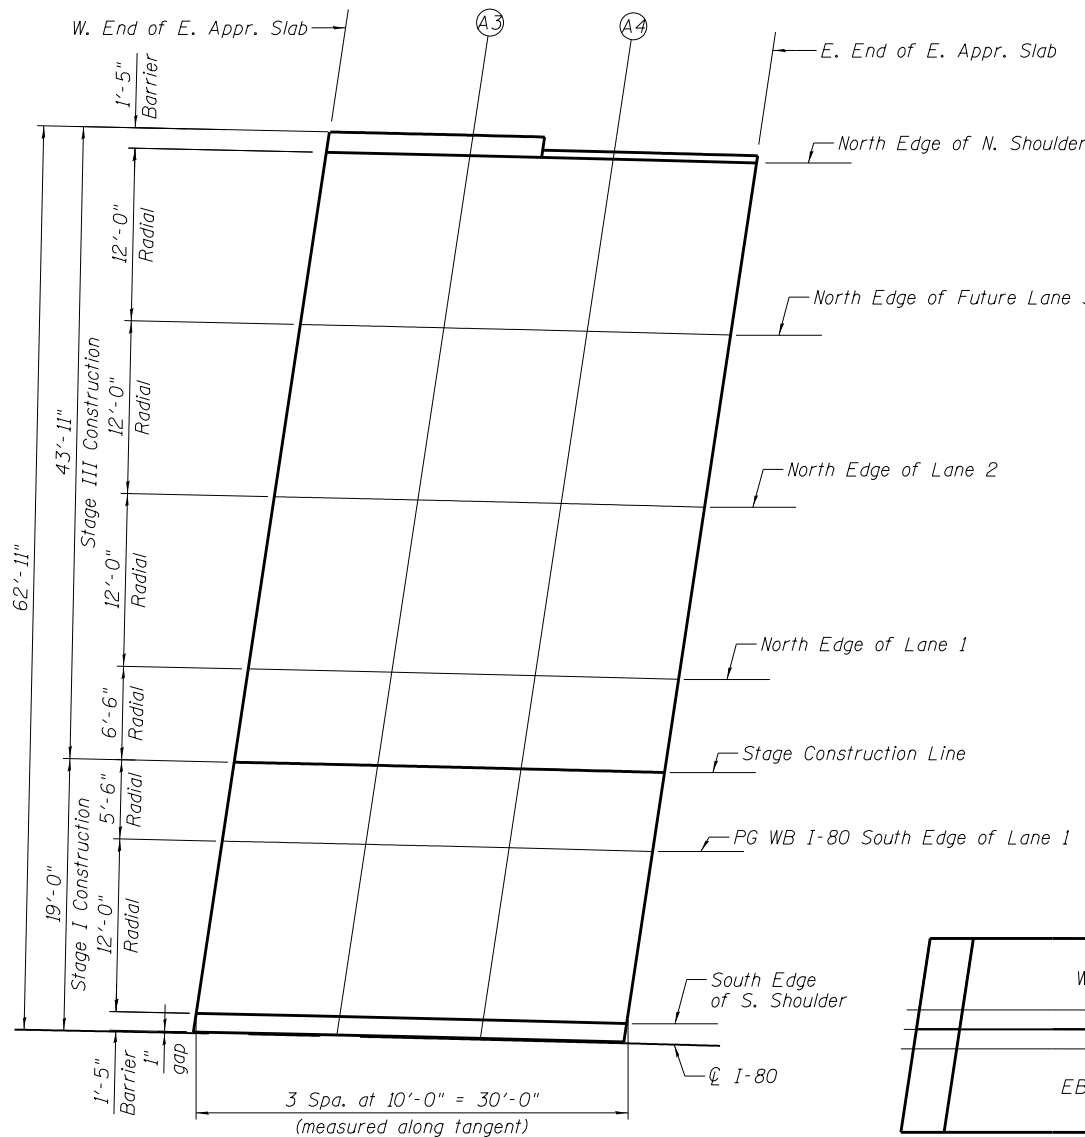 W. End of E. Appr. Slab
A3
A4
E. End of E. Appr. Slab
1'-5"
Barrier
North Edge of N. Shoulder
12'-0"
Radial
North Edge of Future Lane
Stage III Construction
43'-11"
12'-0"
Radial
North Edge of Lane 2
62'-11"
12'-0"
Radial
North Edge of Lane 1
6'-6"
Radial
Stage Construction Line
5'-6"
Radial
PG WB I-80 South Edge of Lane 1
19'-0"
Stage I Construction
12'-0"
Radial
South Edge
of S. Shoulder
W
1'-5"
Barrier
1"
gap
℄ I-80
EB
3 Spa. at 10'-0" = 30'-0"
(measured along tangent)